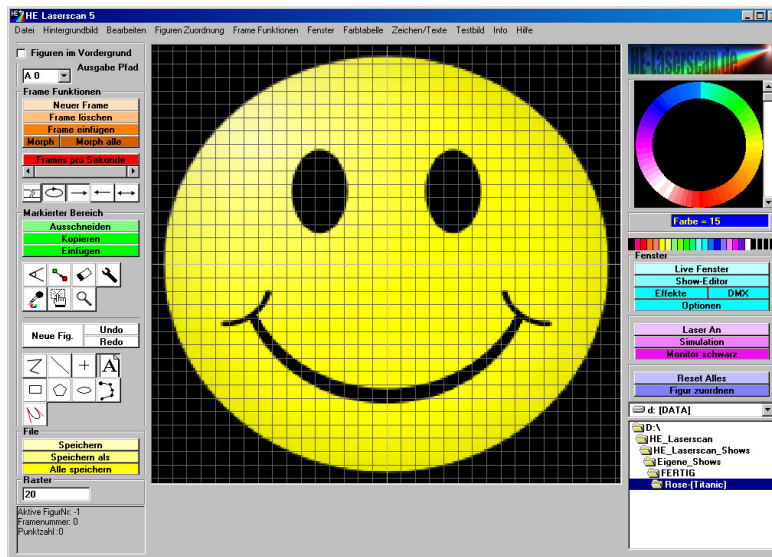 HE Laserscan 5
Datei Hintergrundbild Bearbeiten Figuren Zuordnung Frame Funktionen Fenster Farbtabelle Zeichen/Texte Testbild Info Hilfe
Figuren im Vordergrund
A 0 Ausgabe Pfad
Frame Funktionen
Neuer Frame
Frame löschen
Frame einfügen
Morph Morph alle
Frames pro Sekunde
Markierter Bereich
Ausschneiden
Kopieren
Einfügen
Neue Fig. Undo
Redo
A
File
Speichern
Speichern als
Alle speichern
Raster
20
Aktive FigurNr: -1
Framenummer: 0
Punktzahl :0
HE-laserscan.de
Farbe = 15
Fenster
Live Fenster
Show-Editor
Effekte DMX
Optionen
Laser An
Simulation
Monitor schwarz
Reset Alles
Figur zuordnen
d: [DATA]
D:\
HE_Laserscan
HE_Laserscan_Shows
Eigene_Shows
FERTIG
Rose-(Titanic)